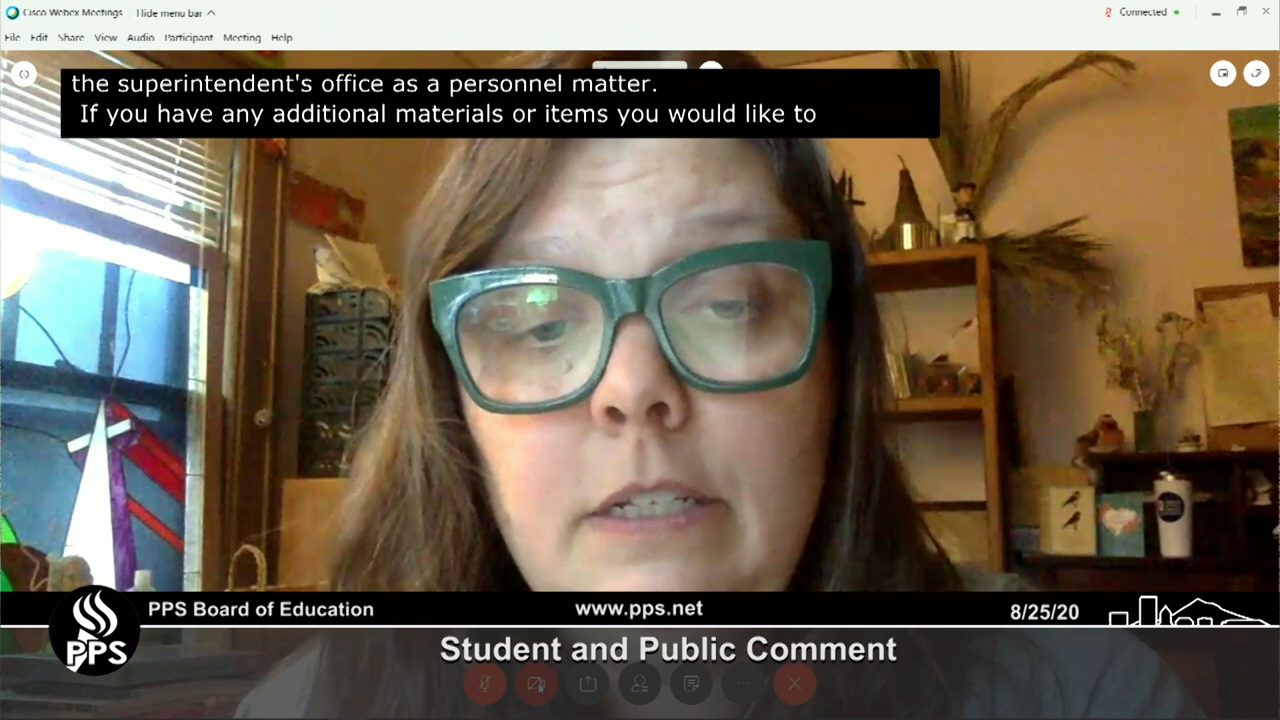 Cisco Webex Meetings Hide menu bar
Connected
File Edit Share View Audio Participant Meeting Help
the superintendent's office as a personnel matter.
If you have any additional materials or items you would like to
PPS Board of Education www.pps.net 8/25/20
PPS
Student and Public Comment